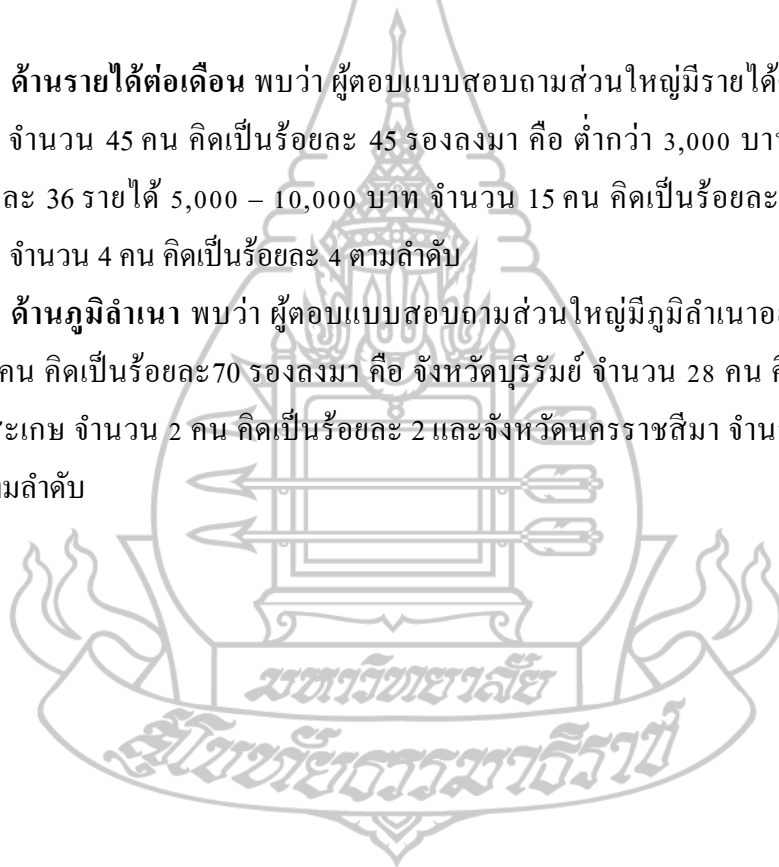 ด้านรายได้ต่อเดือน พบว่า ผู้ตอบแบบสอบถามส่วนใหญ่มีรายได้
จำนวน 45 คน คิดเป็นร้อยละ 45 รองลงมา คือ ต่ำกว่า 3,000 บา
ละ 36 รายได้ 5,000 – 10,000 บาท จำนวน 15 คน คิดเป็นร้อยละ
จำนวน 4 คน คิดเป็นร้อยละ 4 ตามลำดับ
ด้านภูมิลำเนา พบว่า ผู้ตอบแบบสอบถามส่วนใหญ่มีภูมิลำเนาอ
คน คิดเป็นร้อยละ70 รองลงมา คือ จังหวัดบุรีรัมย์ จำนวน 28 คน ค
ะเกษ จำนวน 2 คน คิดเป็นร้อยละ 2 และจังหวัดนครราชสีมา จำน
มลำดับ
มหาวิทยาลัย
สุโขทัยธรรมาธิราช